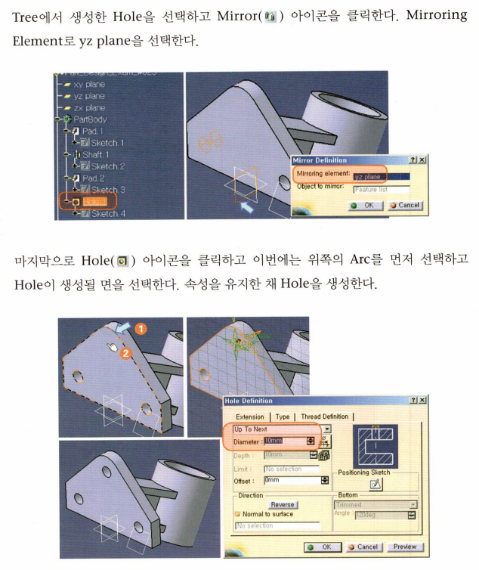 Tree에서 생성한 Hole을 선택하고 Mirror( ) 아이콘을 클릭한다. Mirroring
Element로 yz plane을 선택한다.
xy plane
yz plane
zx plane
PartBody
Pad.1
Sketch.1
Shaft.1
Sketch.2
Pad.2
Sketch.3
Sketch.4
Mirror Definition
Mirroring element: yz plane
Object to mirror: Feature list
OK Cancel
마지막으로 Hole( ) 아이콘을 클릭하고 이번에는 위쪽의 Arc를 먼저 선택하고
Hole이 생성될 면을 선택한다. 속성을 유지한 채 Hole을 생성한다.
1
2
Hole Definition
Extension Type Thread Definition
Up To Next
Diameter : 10mm
Depth : 10mm
Limit : No selection
Offset : 0mm
Positioning Sketch
Direction
Reverse
Normal to surface
No selection
Bottom
Trimmed
Angle
OK Cancel Preview